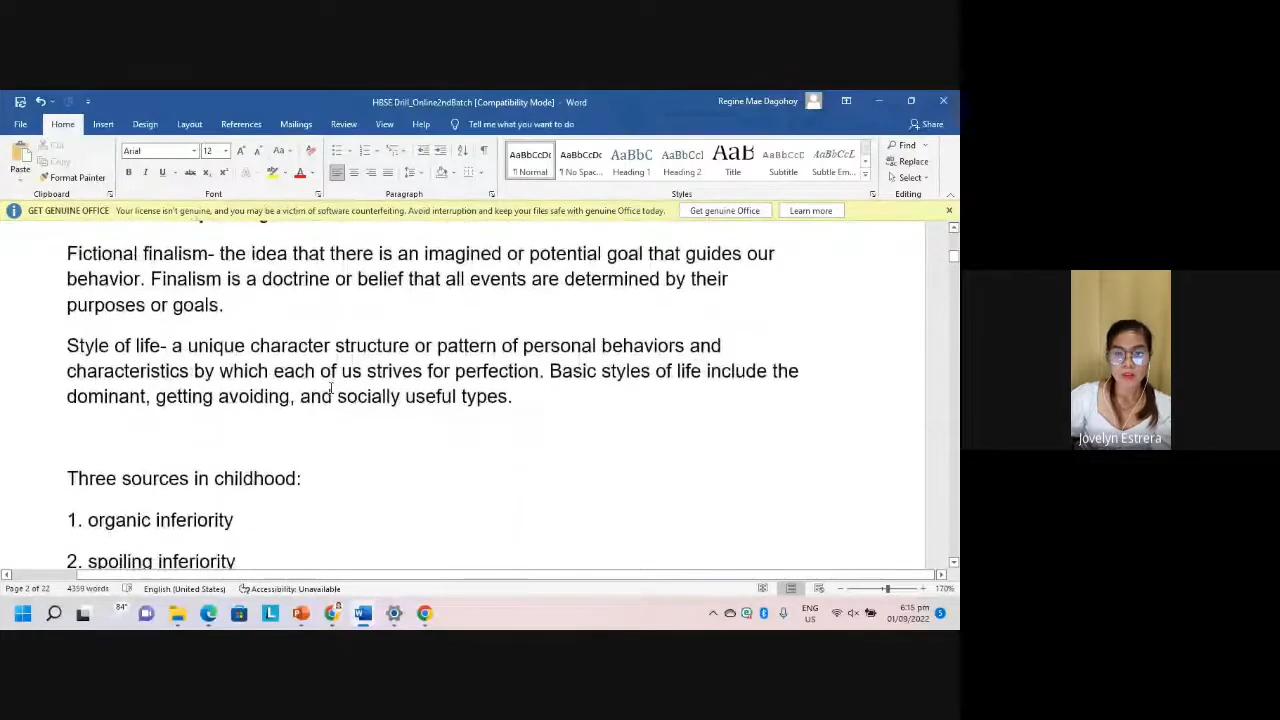 HBSE Drill_Online2ndBatch [Compatibility Mode] - Word
Regine Mae Dagohoy
File Home Insert Design Layout References Mailings Review View Help Tell me what you want to do Share
Paste Cut Copy Format Painter Clipboard
Arial 12 Font
Paragraph
AaBbCcDc AaBbCcDc AaBbC AaBbCcI AaB AaBbCcD AaBbCcL
¶ Normal ¶ No Spac... Heading 1 Heading 2 Title Subtitle Subtle Em...
Styles
Find Replace Select Editing
GET GENUINE OFFICE Your license isn't genuine, and you may be a victim of software counterfeiting. Avoid interruption and keep your files safe with genuine Office today. Get genuine Office Learn more
Fictional finalism- the idea that there is an imagined or potential goal that guides our
behavior. Finalism is a doctrine or belief that all events are determined by their
purposes or goals.
Style of life- a unique character structure or pattern of personal behaviors and
characteristics by which each of us strives for perfection. Basic styles of life include the
dominant, getting avoiding, and socially useful types.
Three sources in childhood:
1. organic inferiority
2. spoiling inferiority
Page 2 of 22 4359 words English (United States) Accessibility: Unavailable 170%
84° ENG 6:15 pm
US 01/09/2022 5
Jovelyn Estrera